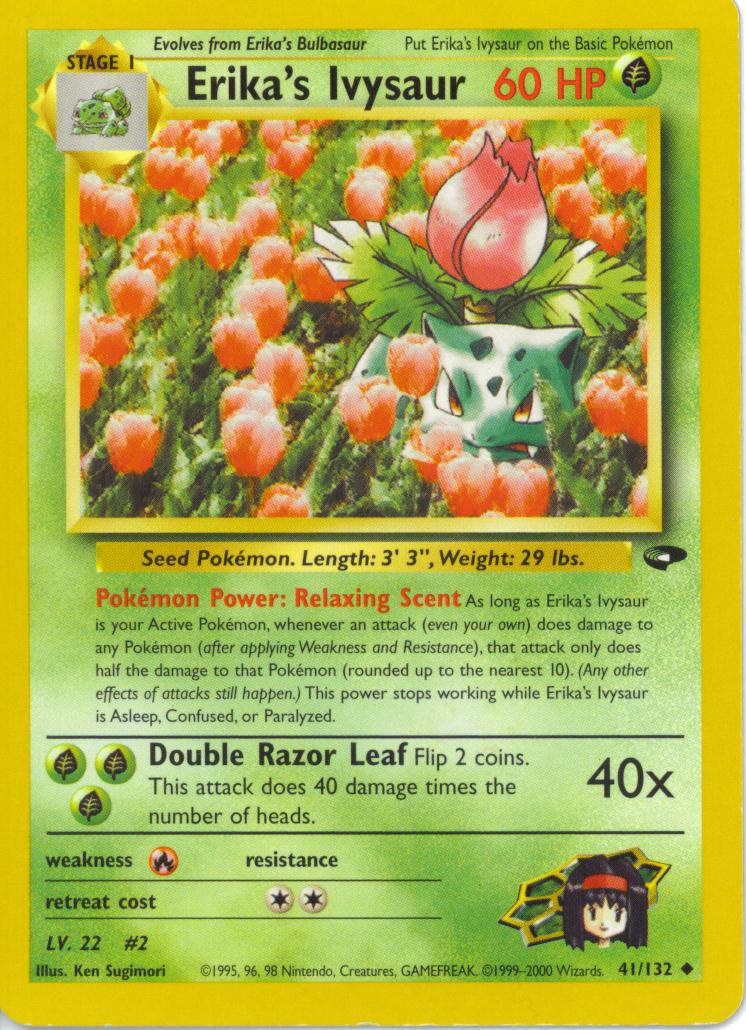 Evolves from Erika's Bulbasaur Put Erika's Ivysaur on the Basic Pokémon
STAGE 1
Erika's Ivysaur 60 HP
Seed Pokémon. Length: 3' 3", Weight: 29 lbs.
Pokémon Power: Relaxing Scent As long as Erika's Ivysaur
is your Active Pokémon, whenever an attack (even your own) does damage to
any Pokémon (after applying Weakness and Resistance), that attack only does
half the damage to that Pokémon (rounded up to the nearest 10). (Any other
effects of attacks still happen.) This power stops working while Erika's Ivysaur
is Asleep, Confused, or Paralyzed.
Double Razor Leaf Flip 2 coins.
This attack does 40 damage times the
number of heads.
40x
weakness resistance
retreat cost
LV. 22 #2
Illus. Ken Sugimori ©1995, 96, 98 Nintendo, Creatures, GAMEFREAK. ©1999–2000 Wizards. 41/132